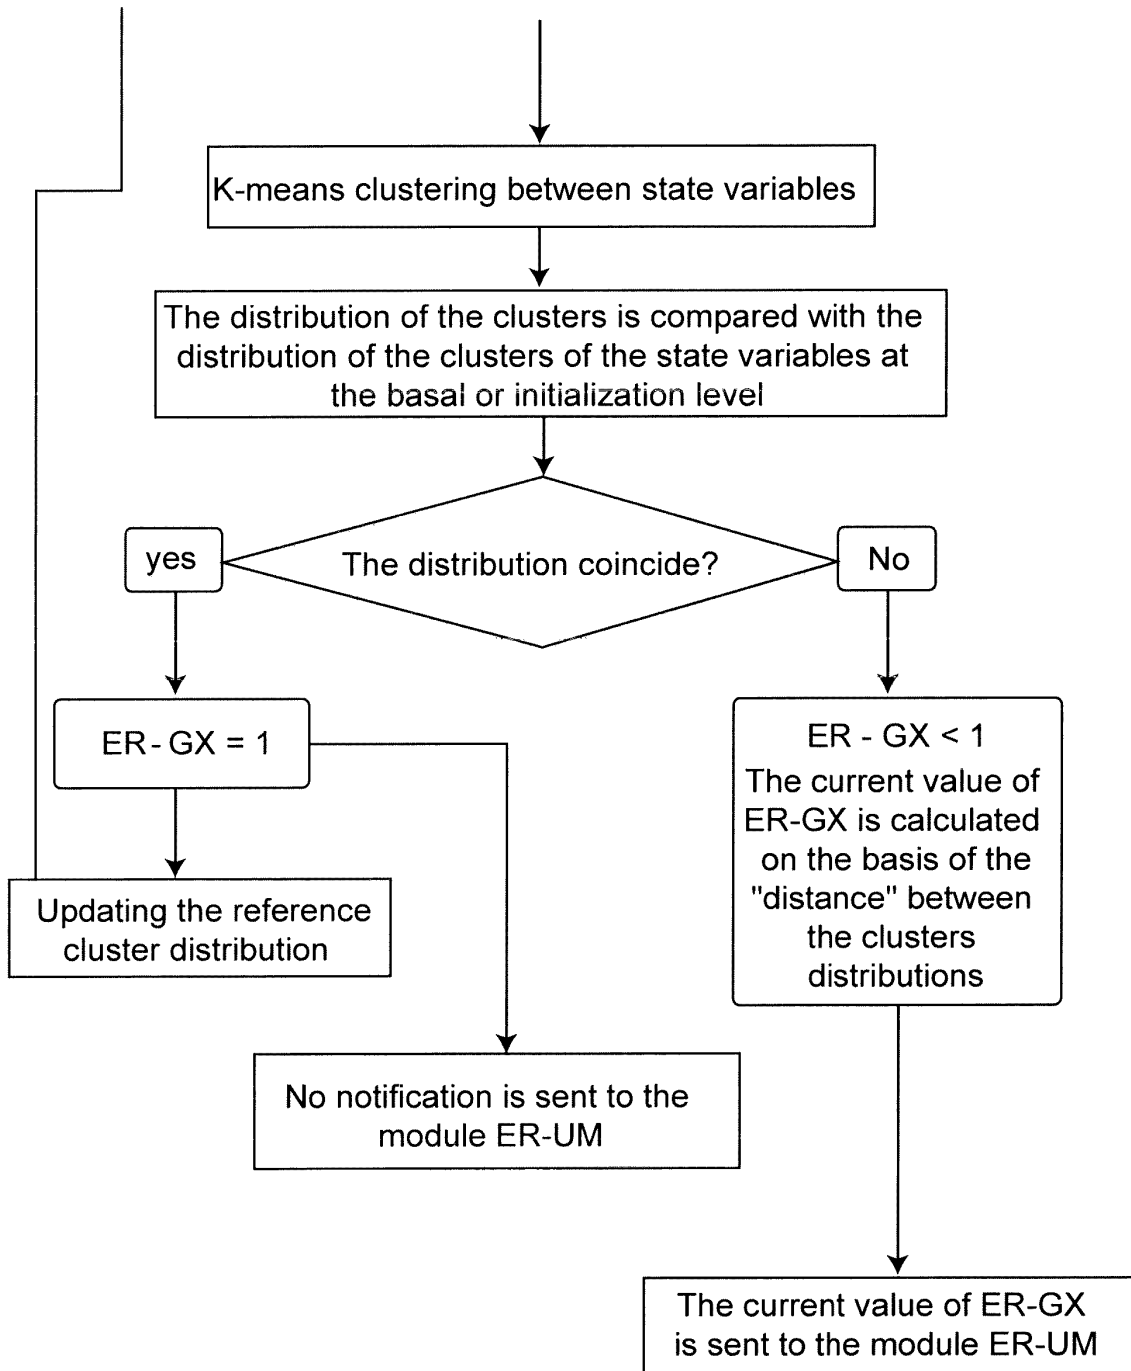 K-means clustering between state variables
The distribution of the clusters is compared with the
distribution of the clusters of the state variables at
the basal or initialization level
The distribution coincide?
yes
No
ER-GX = 1
ER - GX < 1
The current value of
ER-GX is calculated
on the basis of the
"distance" between
the clusters
distributions
Updating the reference
cluster distribution
No notification is sent to the
module ER-UM
The current value of ER-GX
is sent to the module ER-UM